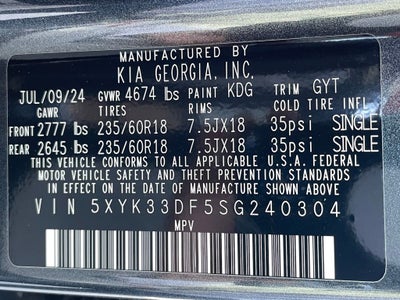 MANUFACTURED BY
KIA GEORGIA, INC.
JUL/09/24 GVWR 4674 lbs PAINT KDG TRIM GYT
GAWR TIRES RIMS COLD TIRE INFL.
FRONT 2777 lbs 235/60R18 7.5JX18 35psi SINGLE
REAR 2645 lbs 235/60R18 7.5JX18 35psi SINGLE
THIS VEHICLE COMPLIES TO APPLICABLE U.S.A. FEDERAL
MOTOR VEHICLE SAFETY AND THEFT PREVENTION STANDARDS
IN EFFECT ON THE DATE OF MANUFACTURE SHOWN ABOVE.
VIN 5XYK33DF5SG240304
MPV